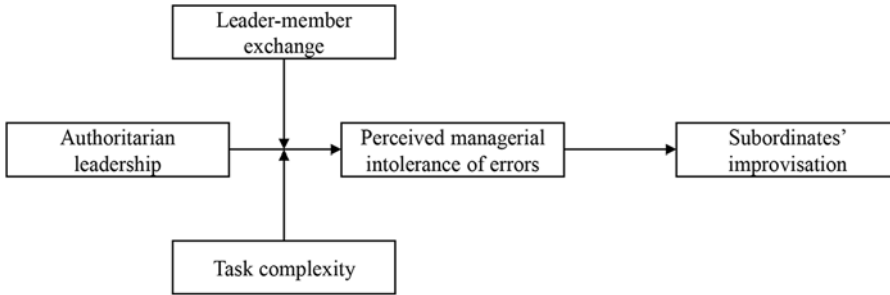 Leader-member
exchange
Authoritarian
leadership
Perceived managerial
intolerance of errors
Subordinates’
improvisation
Task complexity